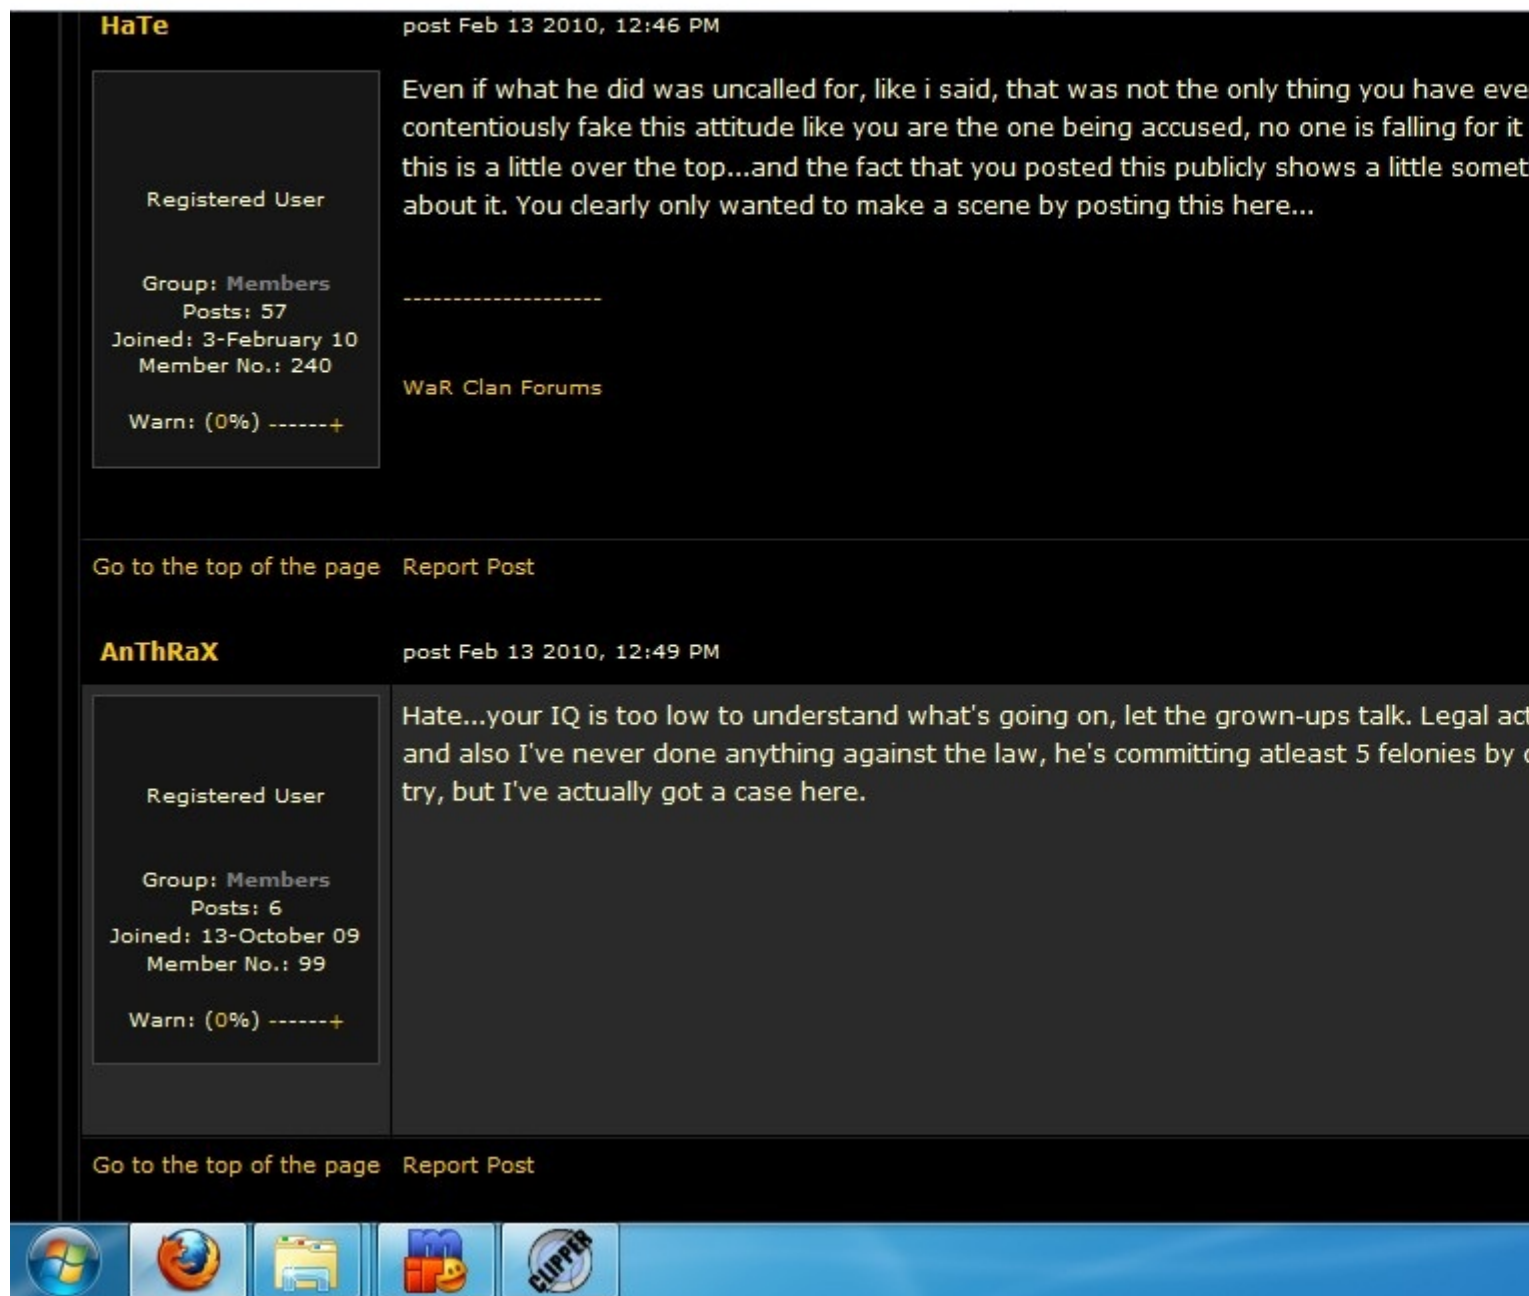 HaTe
post Feb 13 2010, 12:46 PM
Even if what he did was uncalled for, like i said, that was not the only thing you have eve
contentiously fake this attitude like you are the one being accused, no one is falling for it
this is a little over the top...and the fact that you posted this publicly shows a little somet
about it. You clearly only wanted to make a scene by posting this here...
--------------------
WaR Clan Forums
Registered User
Group: Members
Posts: 57
Joined: 3-February 10
Member No.: 240
Warn: (0%) ------+
Go to the top of the page
Report Post
AnThRaX
post Feb 13 2010, 12:49 PM
Hate...your IQ is too low to understand what's going on, let the grown-ups talk. Legal act
and also I've never done anything against the law, he's committing atleast 5 felonies by
try, but I've actually got a case here.
Registered User
Group: Members
Posts: 6
Joined: 13-October 09
Member No.: 99
Warn: (0%) ------+
Go to the top of the page
Report Post
CLIPPER